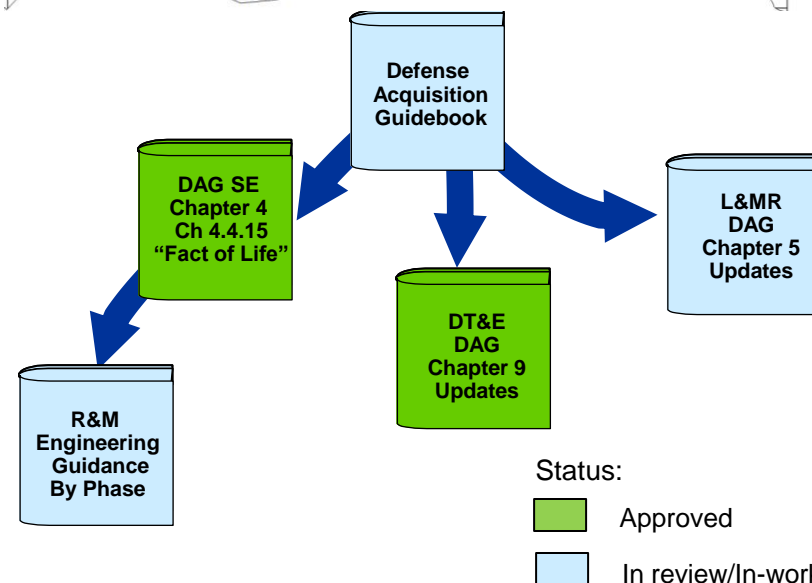 Defense
Acquisition
Guidebook
DAG SE
Chapter 4
Ch 4.4.15
“Fact of Life”
L&MR
DAG
Chapter 5
Updates
DT&E
DAG
Chapter 9
Updates
R&M
Engineering
Guidance
By Phase
Status:
Approved
In review/In-work